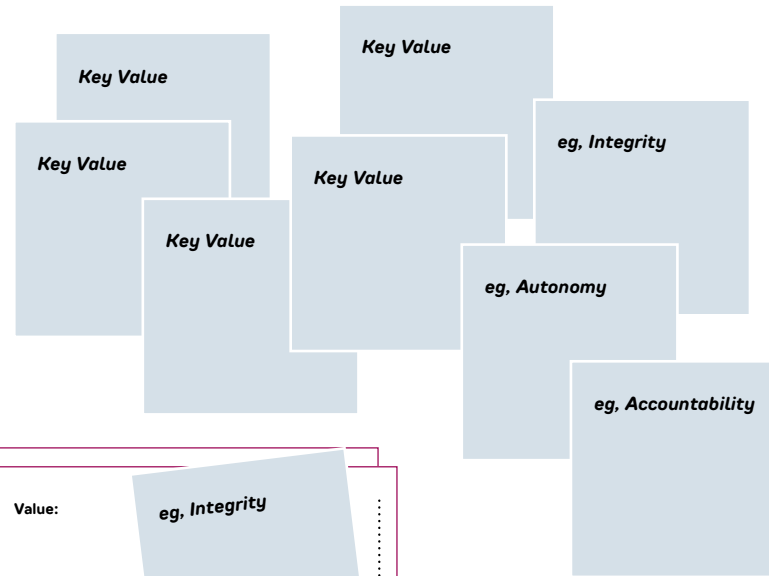 Key Value
Key Value
Key Value
Key Value
Key Value
eg, Integrity
eg, Autonomy
eg, Accountability
Value:
eg, Integrity